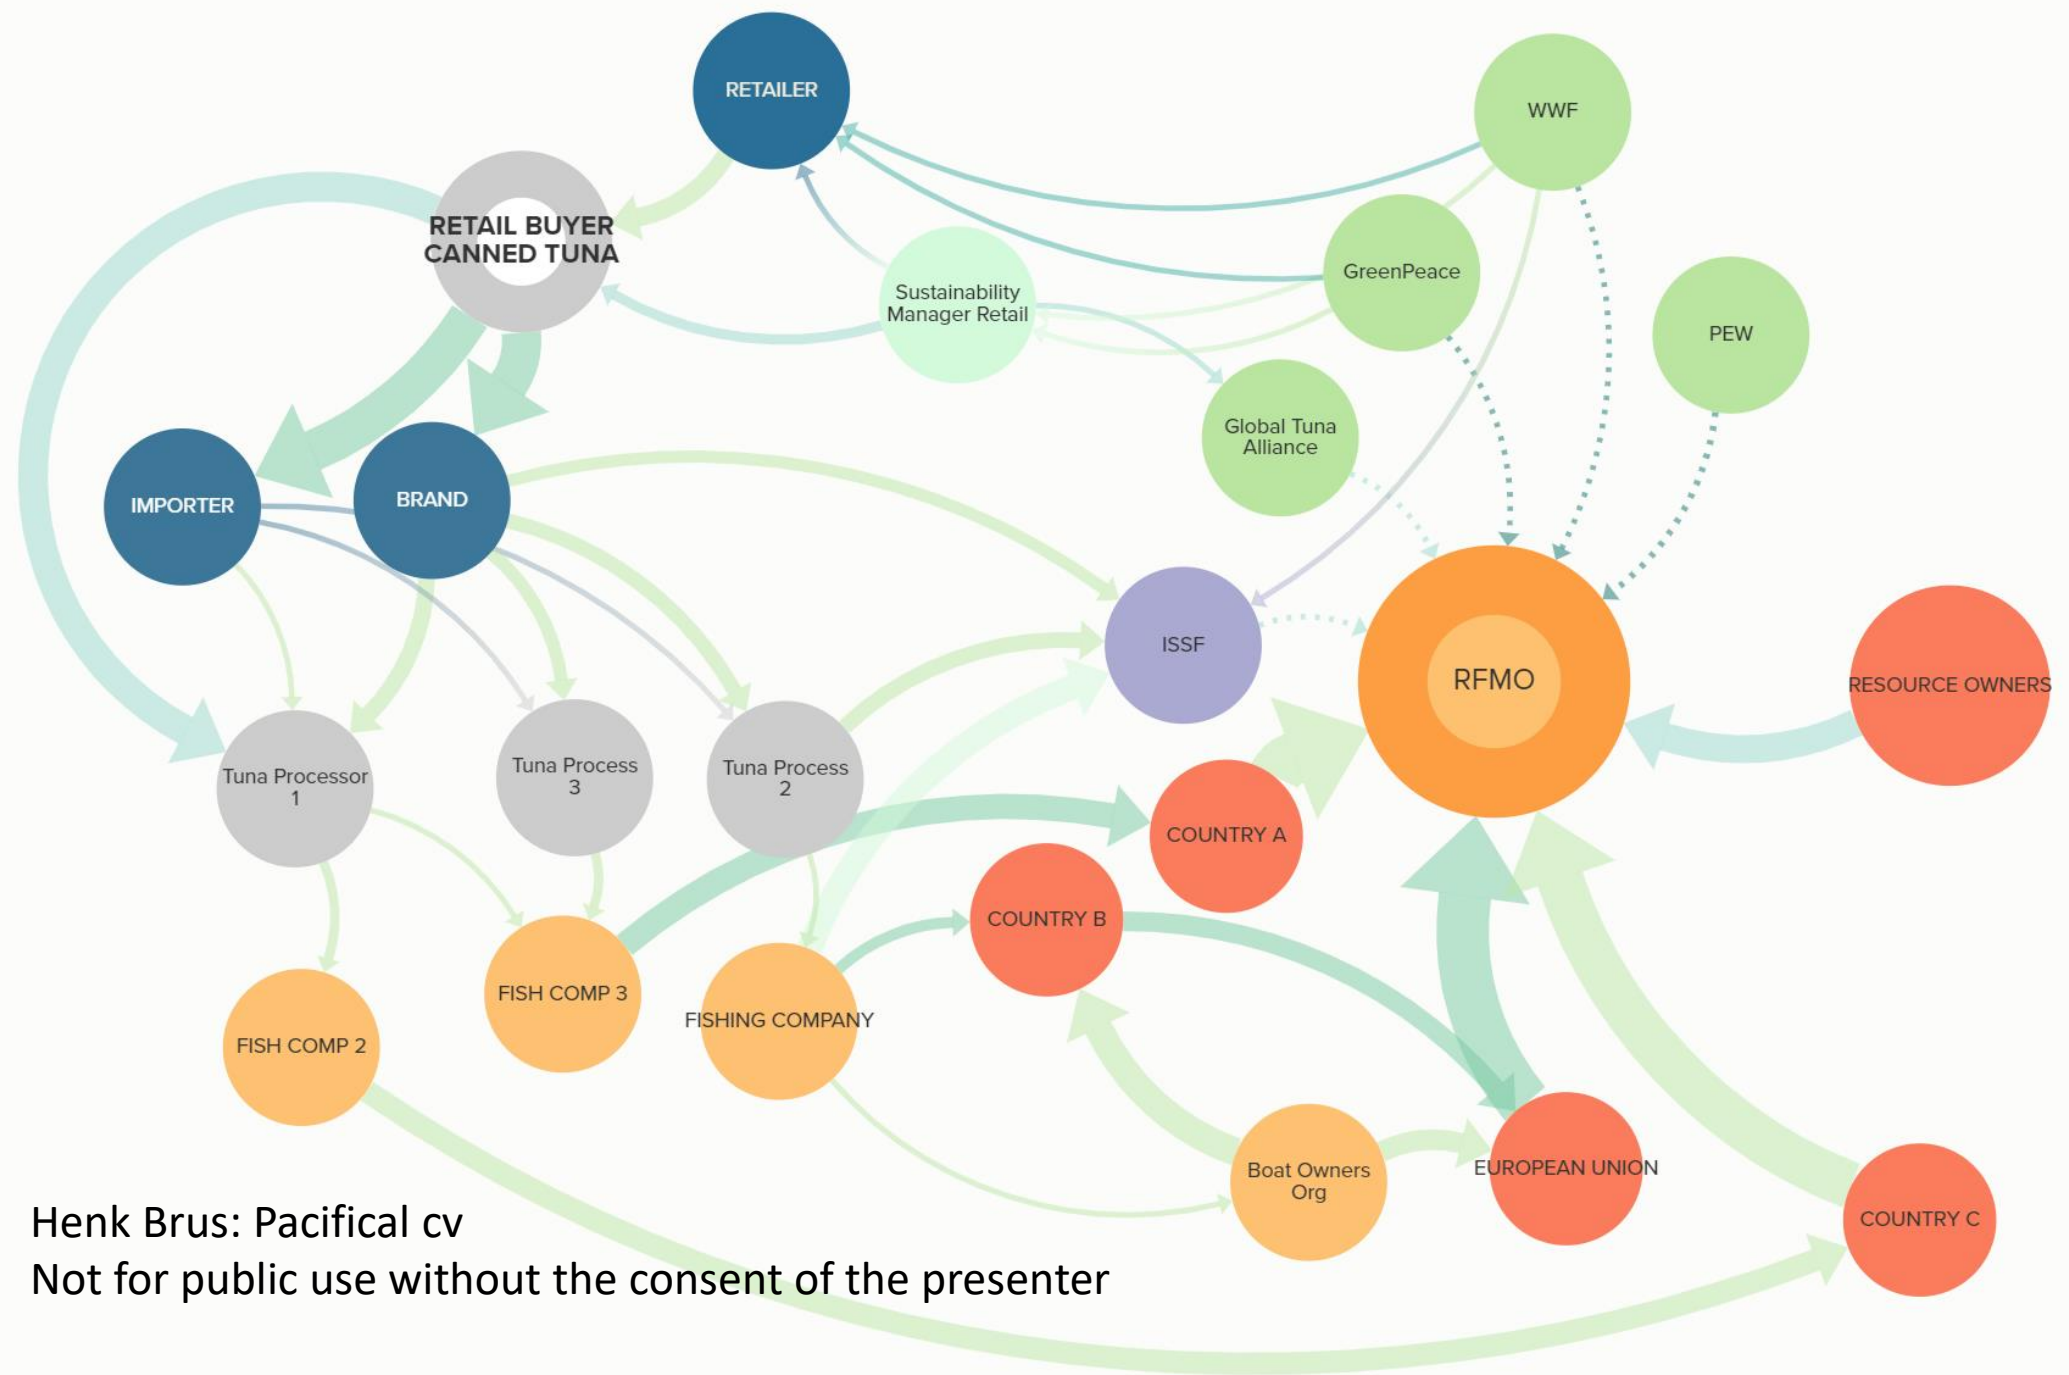 RETAILER
WWF
RETAIL BUYER
CANNED TUNA
GreenPeace
Sustainability
Manager Retail
PEW
Global Tuna
Alliance
IMPORTER
BRAND
ISSF
RFMO
RESOURCE OWNERS
Tuna Processor
1
Tuna Process
3
Tuna Process
2
COUNTRY A
COUNTRY B
FISH COMP 3
FISHING COMPANY
FISH COMP 2
Boat Owners
Org
EUROPEAN UNION
COUNTRY C
Henk Brus: Pacifical cv
Not for public use without the consent of the presenter